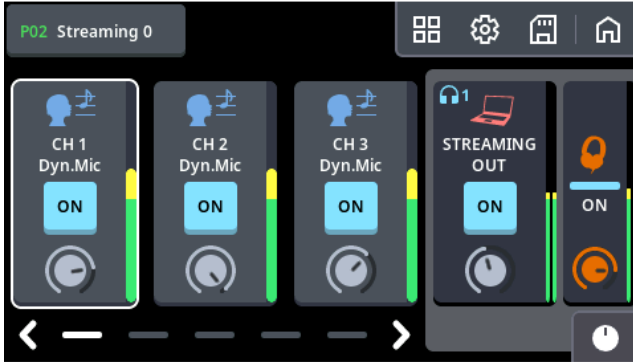 P02 Streaming 0
CH 1
Dyn.Mic
ON
CH 2
Dyn.Mic
ON
CH 3
Dyn.Mic
ON
1
STREAMING
OUT
ON
ON